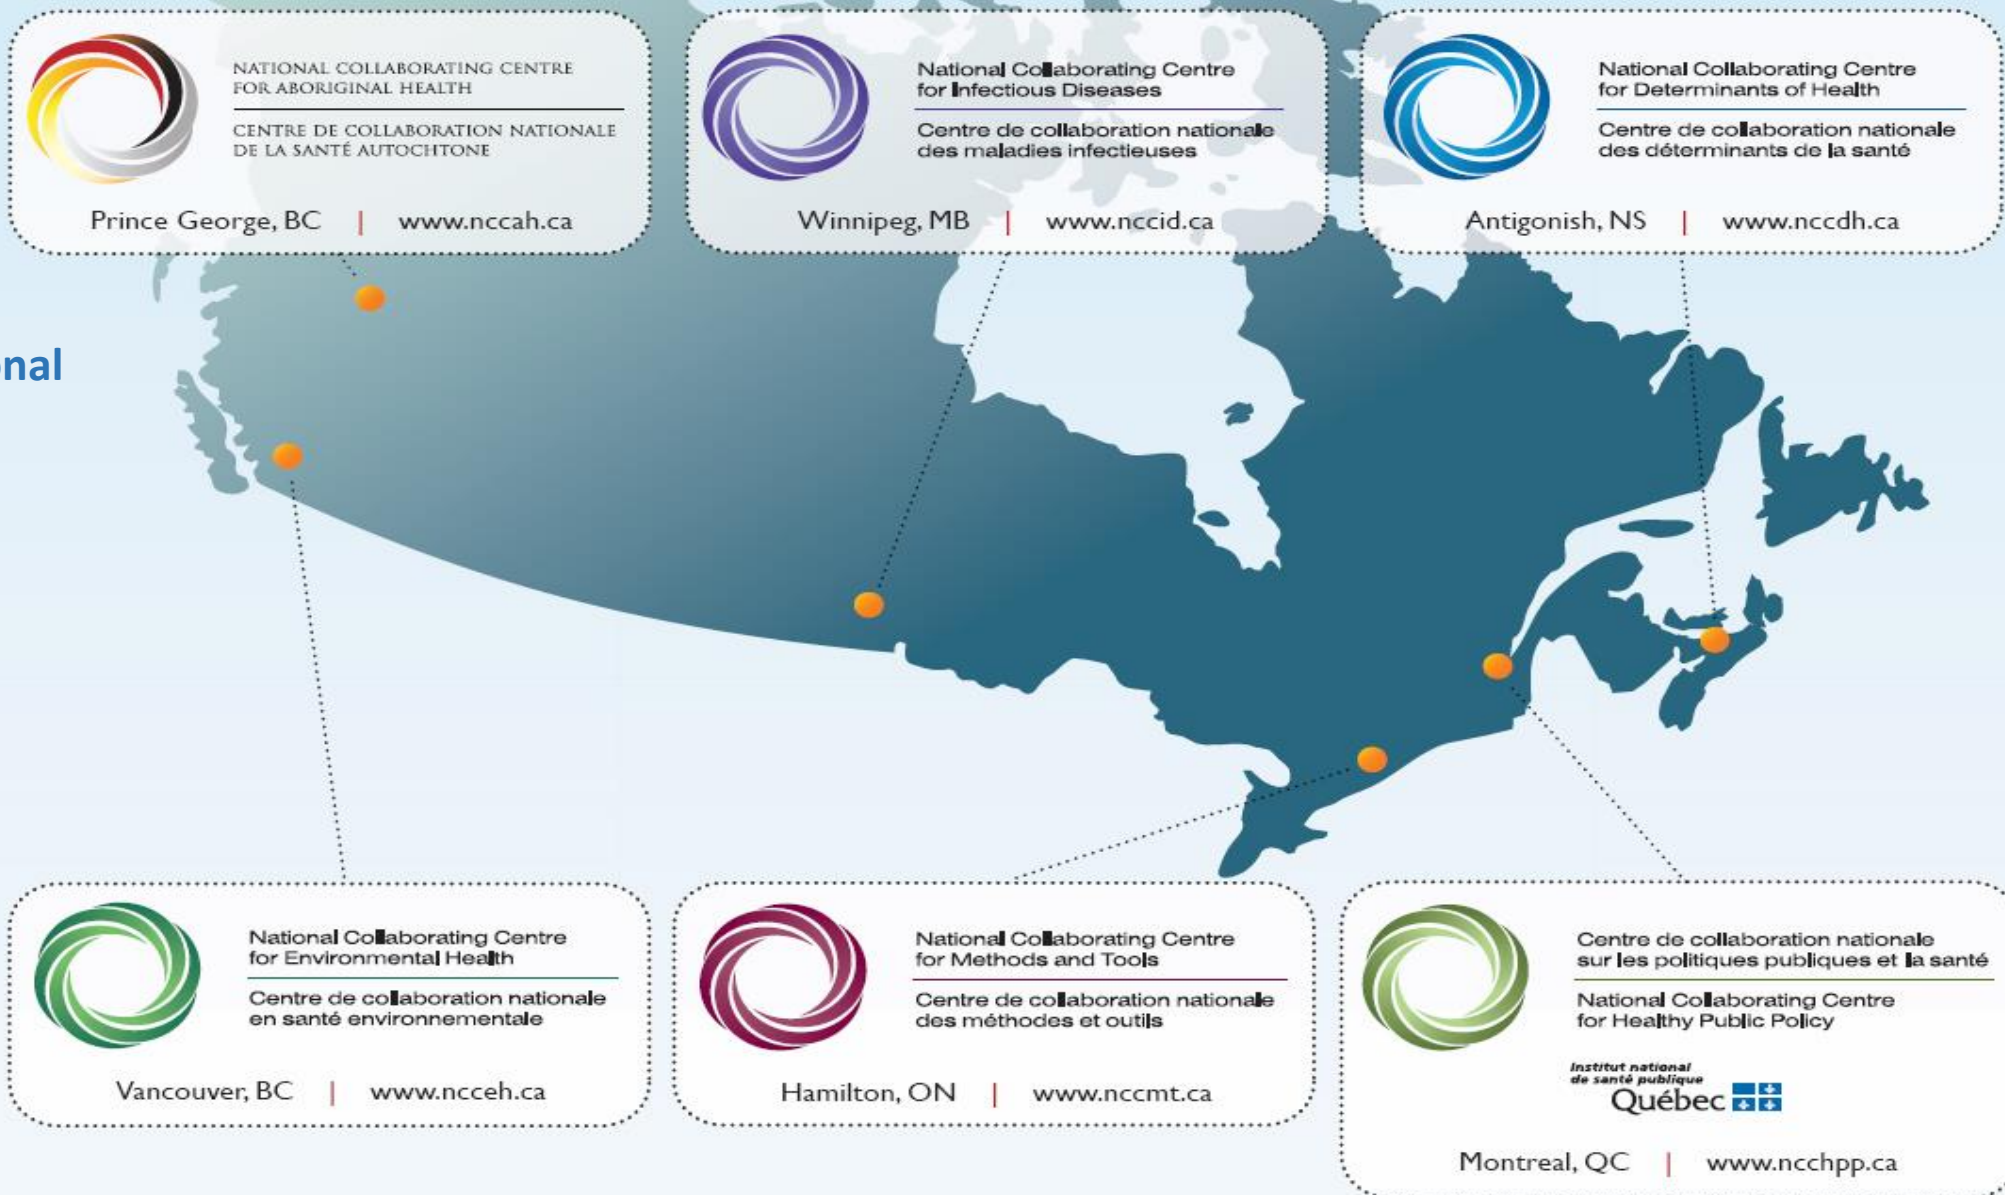 NATIONAL COLLABORATING CENTRE
FOR ABORIGINAL HEALTH
CENTRE DE COLLABORATION NATIONALE
DE LA SANTÉ AUTOCHTONE
Prince George, BC | www.nccah.ca
National Collaborating Centre
for Infectious Diseases
Centre de collaboration nationale
des maladies infectieuses
Winnipeg, MB | www.nccid.ca
National Collaborating Centre
for Determinants of Health
Centre de collaboration nationale
des déterminants de la santé
Antigonish, NS | www.nccdh.ca
National Collaborating Centre
for Environmental Health
Centre de collaboration nationale
en santé environnementale
Vancouver, BC | www.ncceh.ca
National Collaborating Centre
for Methods and Tools
Centre de collaboration nationale
des méthodes et outils
Hamilton, ON | www.nccmt.ca
Centre de collaboration nationale
sur les politiques publiques et la santé
National Collaborating Centre
for Healthy Public Policy
Institut national
de santé publique
Québec
Montreal, QC | www.ncchpp.ca